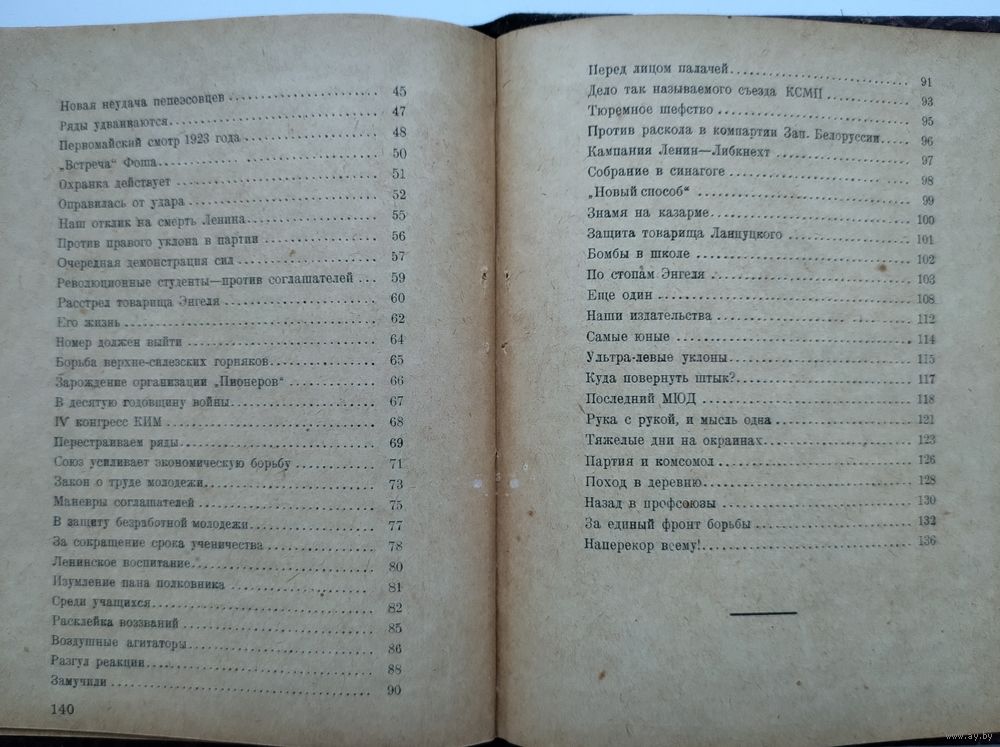 Новая неудача пепеэсовцев 45
Ряды удваиваются 47
Первомайский смотр 1923 года 48
„Встреча“ Фоша 50
Охранка действует 51
Оправилась от удара 52
Наш отклик на смерть Ленина 55
Против правого уклона в партии 56
Очередная демонстрация сил 57
Революционные студенты—против соглашателей 59
Расстрел товарища Энгеля 60
Его жизнь 62
Номер должен выйти 64
Борьба верхне-силезских горняков 65
Зарождение организации „Пионеров“ 66
В десятую годовщину войны 67
IV конгресс КИМ 68
Перестраиваем ряды 69
Союз усиливает экономическую борьбу 71
Закон о труде молодежи 73
Маневры соглашателей 75
В защиту безработной молодежи 77
За сокращение срока ученичества 78
Ленинское воспитание 80
Изумление пана полковника 81
Среди учащихся 82
Расклейка воззваний 85
Воздушные агитаторы 86
Разгул реакции 88
Замучили 90
140
Перед лицом палачей 91
Дело так называемого съезда КСМП 93
Тюремное шефство 95
Против раскола в компартии Зап. Белоруссии 96
Кампания Ленин—Либкнехт 97
Собрание в синагоге 98
„Новый способ“ 99
Знамя на казарме 100
Защита товарища Ланцуцкого 101
Бомбы в школе 102
По стопам Энгеля 103
Еще один 108
Наши издательства 112
Самые юные 114
Ультра-левые уклоны 115
Куда повернуть штык? 117
Последний МЮД 118
Рука с рукой, и мысль одна 121
Тяжелые дни на окраинах 123
Партия и комсомол 126
Поход в деревню 128
Назад в профсоюзы 130
За единый фронт борьбы 132
Наперекор всему! 136
www.ay.by